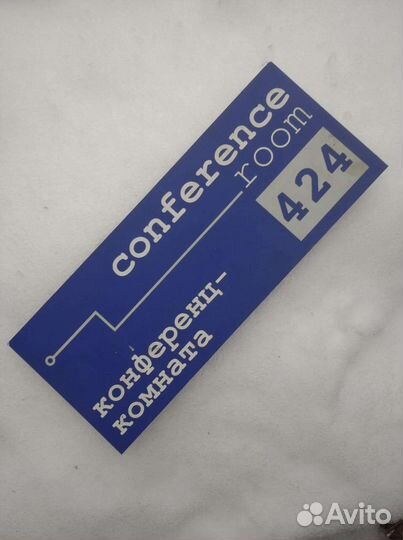 conference
room
424
конференц-
комната
Avito